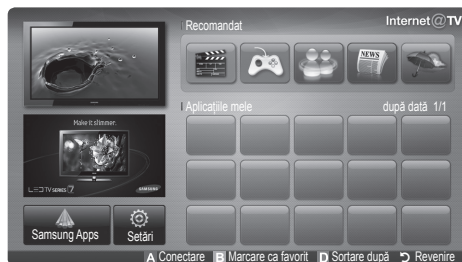 Internet@TV
Recomandat
NEWS
Aplicaţiile mele după dată 1/1
Make it slimmer.
LED TV SERIES 7 SAMSUNG
Samsung Apps Setări
A Conectare B Marcare ca favorit D Sortare după Revenire